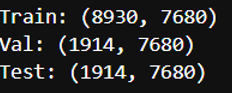 Train: (8930, 7680)
Val: (1914, 7680)
Test: (1914, 7680)